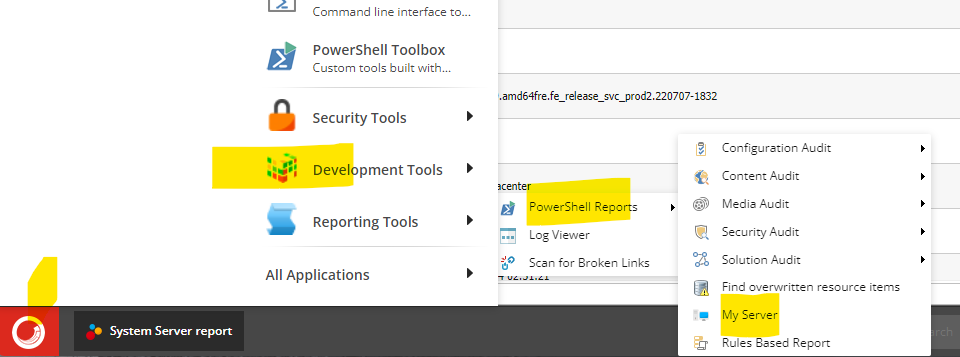 Command line interface to...
PowerShell Toolbox
Custom tools built with...
Security Tools
Development Tools
Reporting Tools
All Applications
.amd64fre.fe_release_svc_prod2.220707-1832
acenter
PowerShell Reports
Log Viewer
Scan for Broken Links
Configuration Audit
Content Audit
Media Audit
Security Audit
Solution Audit
Find overwritten resource items
My Server
Rules Based Report
System Server report